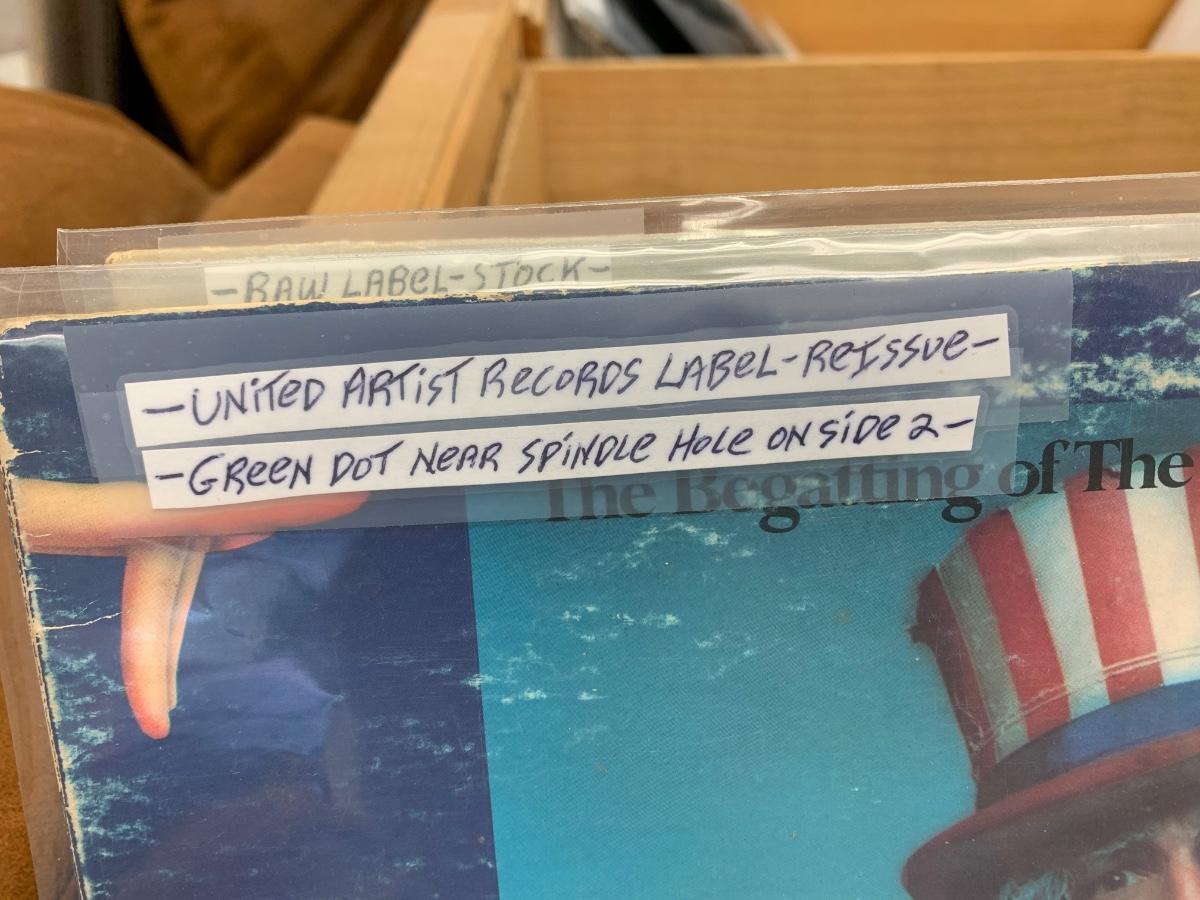 -RAW LABEL-STOCK-
-UNiTED ARTiST RECORDS LABEL-REISSUE-
-GREEN DOT NEAR SPiNDLE HOLE ON SiDE 2-
The Begatting of The